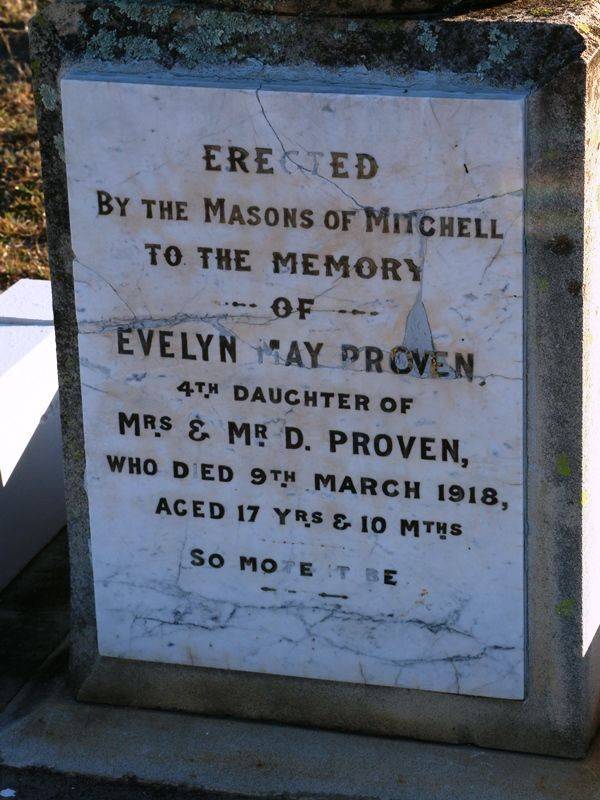 ERECTED
BY THE MASONS OF MITCHELL
TO THE MEMORY
OF
EVELYN MAY PROVEN,
4TH DAUGHTER OF
MRS & MR D. PROVEN,
WHO DIED 9TH MARCH 1918,
AGED 17 YRS & 10 MTHS
SO MOTE IT BE